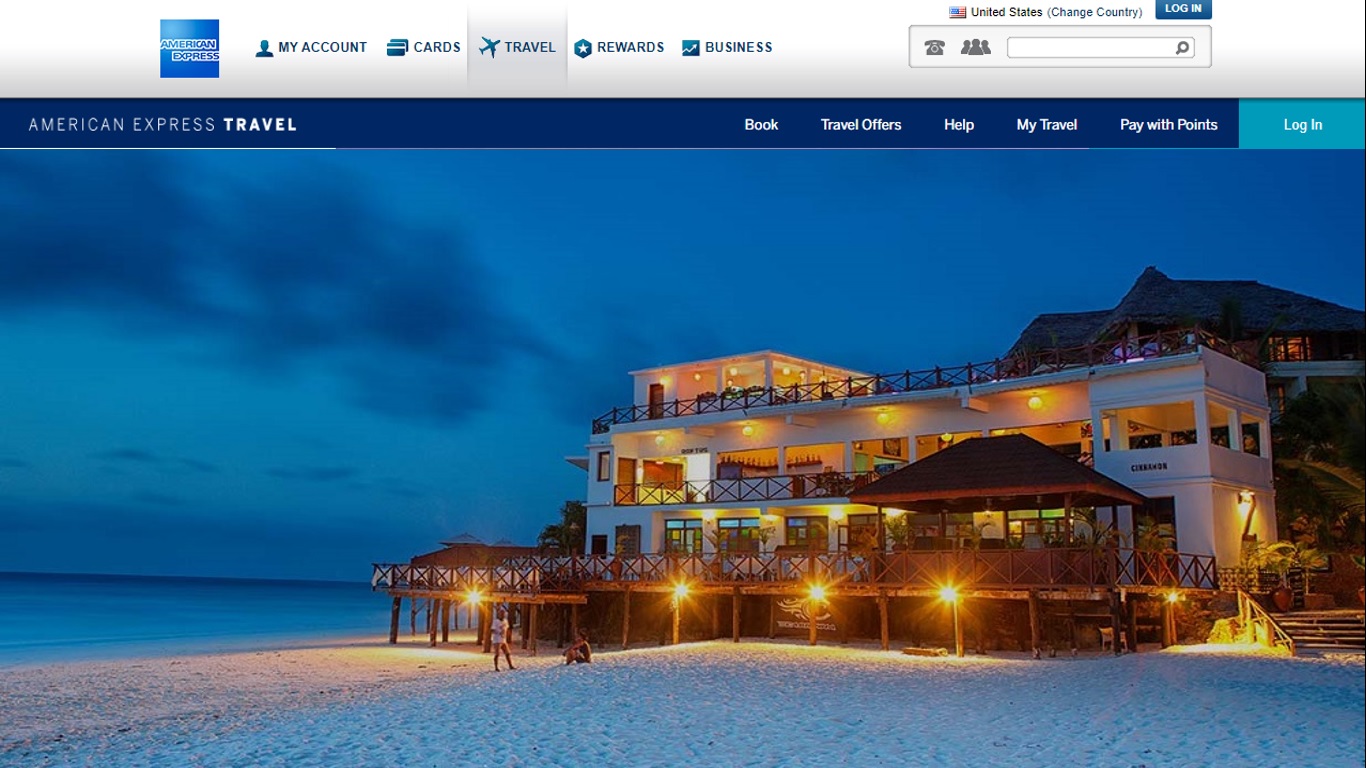 United States (Change Country)
LOG IN
AMERICAN EXPRESS
MY ACCOUNT
CARDS
TRAVEL
REWARDS
BUSINESS
AMERICAN EXPRESS TRAVEL
Book
Travel Offers
Help
My Travel
Pay with Points
Log In
CINNAMON